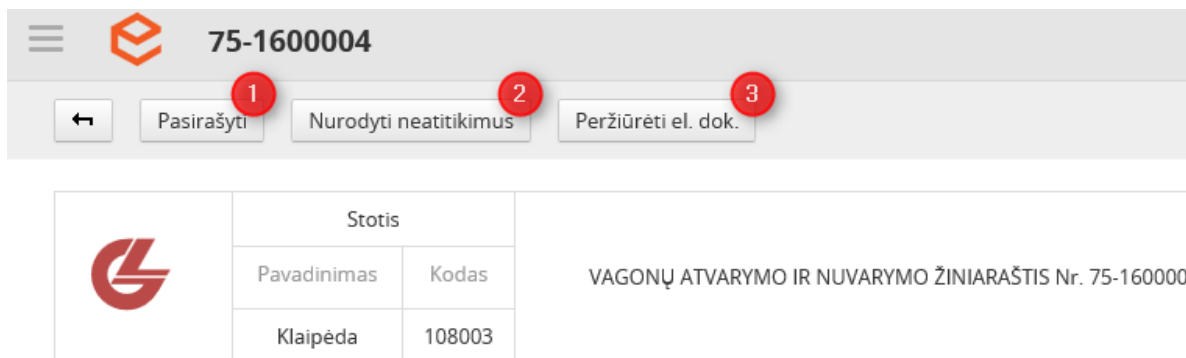 75-1600004
1 2 3
Pasirašyti Nurodyti neatitikimus Peržiūrėti el. dok.
Stotis
Pavadinimas Kodas
VAGONŲ ATVARYMO IR NUVARYMO ŽINIARAŠTIS Nr. 75-160000
Klaipėda 108003